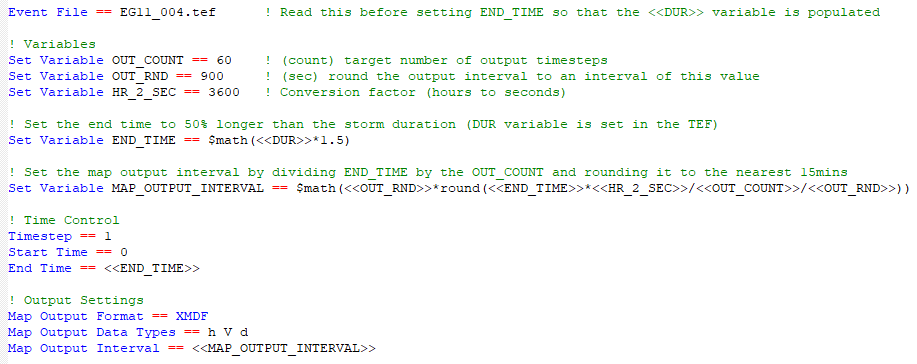 Event File == EG11_004.tef ! Read this before setting END_TIME so that the <<DUR>> variable is populated
! Variables
Set Variable OUT_COUNT == 60 ! (count) target number of output timesteps
Set Variable OUT_RND == 900 ! (sec) round the output interval to an interval of this value
Set Variable HR_2_SEC == 3600 ! Conversion factor (hours to seconds)
! Set the end time to 50% longer than the storm duration (DUR variable is set in the TEF)
Set Variable END_TIME == $math(<<DUR>>*1.5)
! Set the map output interval by dividing END_TIME by the OUT_COUNT and rounding it to the nearest 15mins
Set Variable MAP_OUTPUT_INTERVAL == $math(<<OUT_RND>>*round(<<END_TIME>>*<<HR_2_SEC>>/<<OUT_COUNT>>/<<OUT_RND>>))
! Time Control
Timestep == 1
Start Time == 0
End Time == <<END_TIME>>
! Output Settings
Map Output Format == XMDF
Map Output Data Types == h V d
Map Output Interval == <<MAP_OUTPUT_INTERVAL>>